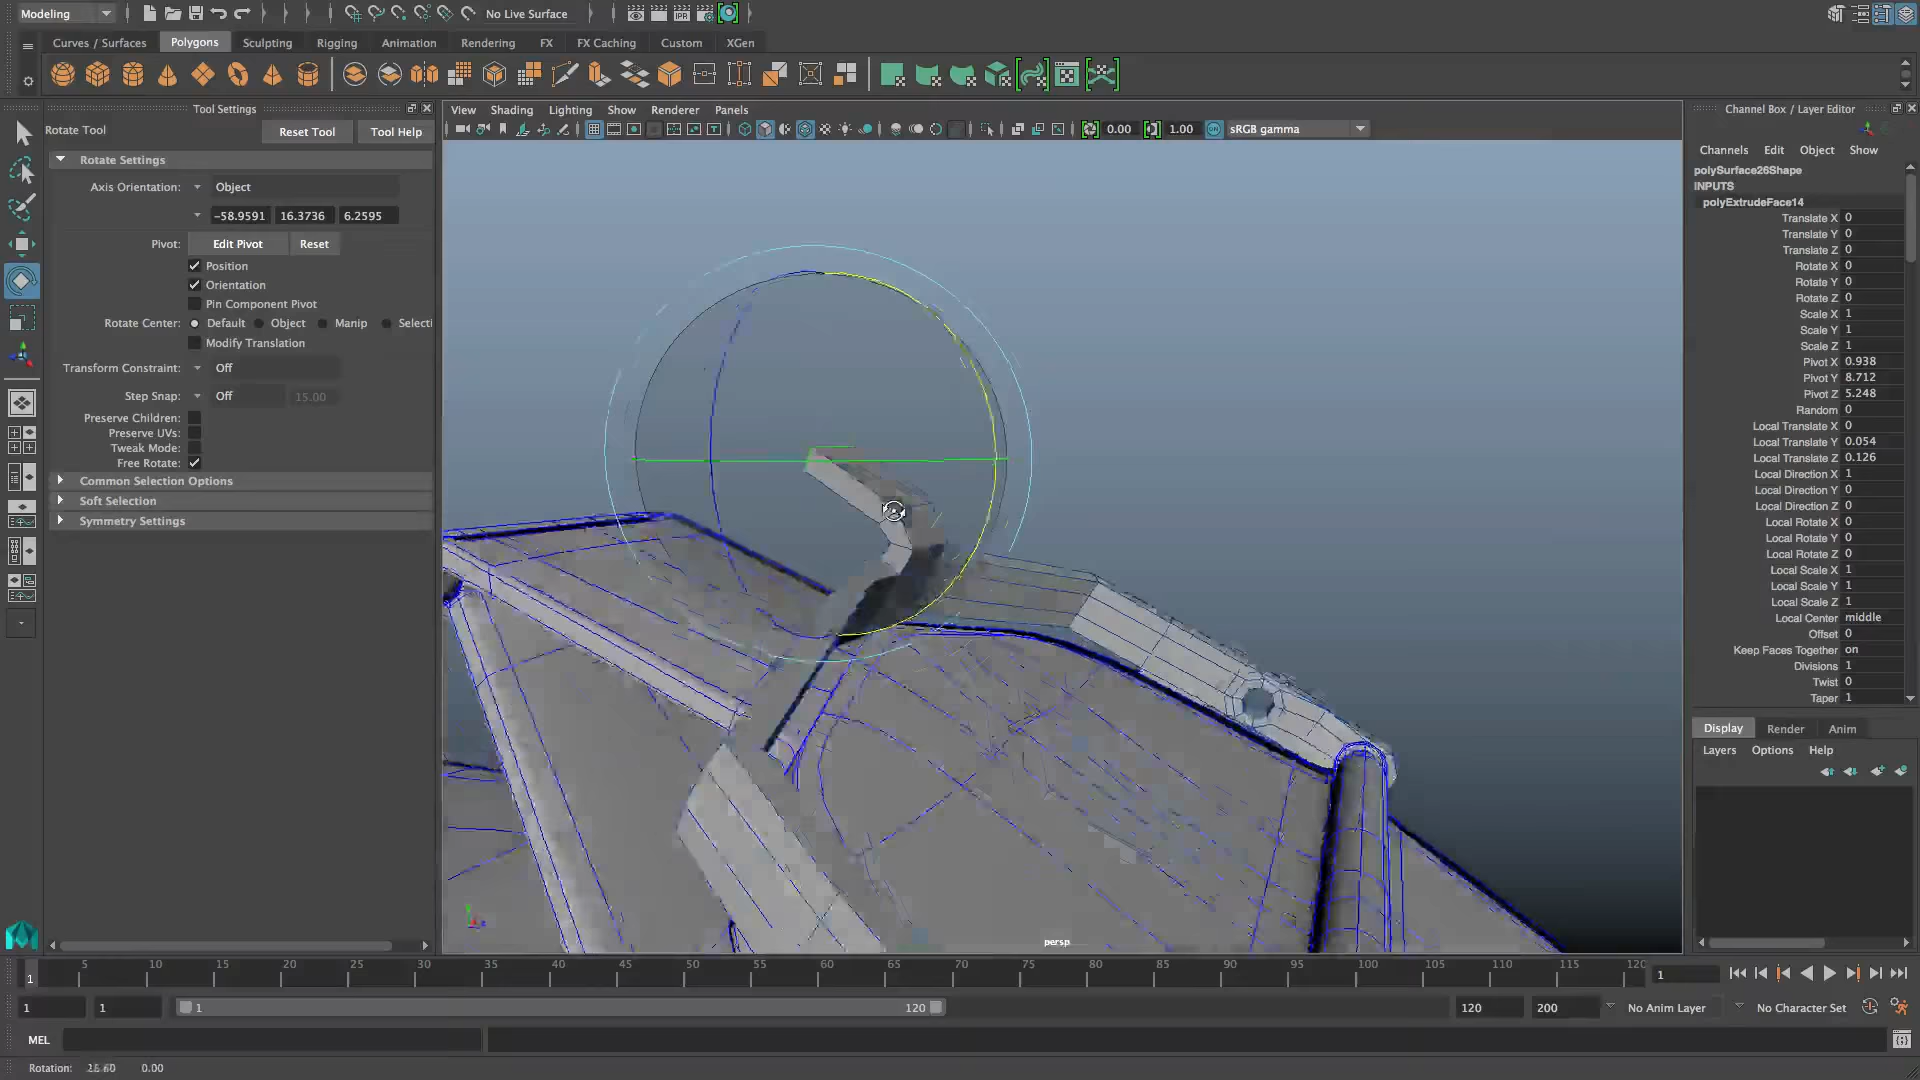 Modeling
No Live Surface
Curves / Surfaces Polygons Sculpting Rigging Animation Rendering FX FX Caching Custom XGen
Tool Settings
Rotate Tool Reset Tool Tool Help
Rotate Settings
Axis Orientation: Object
-58.9591 16.3736 6.2595
Pivot: Edit Pivot Reset
Position
Orientation
Pin Component Pivot
Rotate Center: Default Object Manip Selecti
Modify Translation
Transform Constraint: Off
Step Snap: Off 15.00
Preserve Children:
Preserve UVs:
Tweak Mode:
Free Rotate:
Common Selection Options
Soft Selection
Symmetry Settings
View Shading Lighting Show Renderer Panels
0.00 1.00 sRGB gamma
persp
Channel Box / Layer Editor
Channels Edit Object Show
polySurface26Shape
INPUTS
polyExtrudeFace14
Translate X 0
Translate Y 0
Translate Z 0
Rotate X 0
Rotate Y 0
Rotate Z 0
Scale X 1
Scale Y 1
Scale Z 1
Pivot X 0.938
Pivot Y 8.712
Pivot Z 5.248
Random 0
Local Translate X 0
Local Translate Y 0.054
Local Translate Z 0.126
Local Direction X 1
Local Direction Y 0
Local Direction Z 0
Local Rotate X 0
Local Rotate Y 0
Local Rotate Z 0
Local Scale X 1
Local Scale Y 1
Local Scale Z 1
Local Center middle
Offset 0
Keep Faces Together on
Divisions 1
Twist 0
Taper 1
Display Render Anim
Layers Options Help
1 5 10 15 20 25 30 35 40 45 50 55 60 65 70 75 80 85 90 95 100 105 110 115 120 1
1 1 1 120 120 200 No Anim Layer No Character Set
MEL
Rotation: 0.00